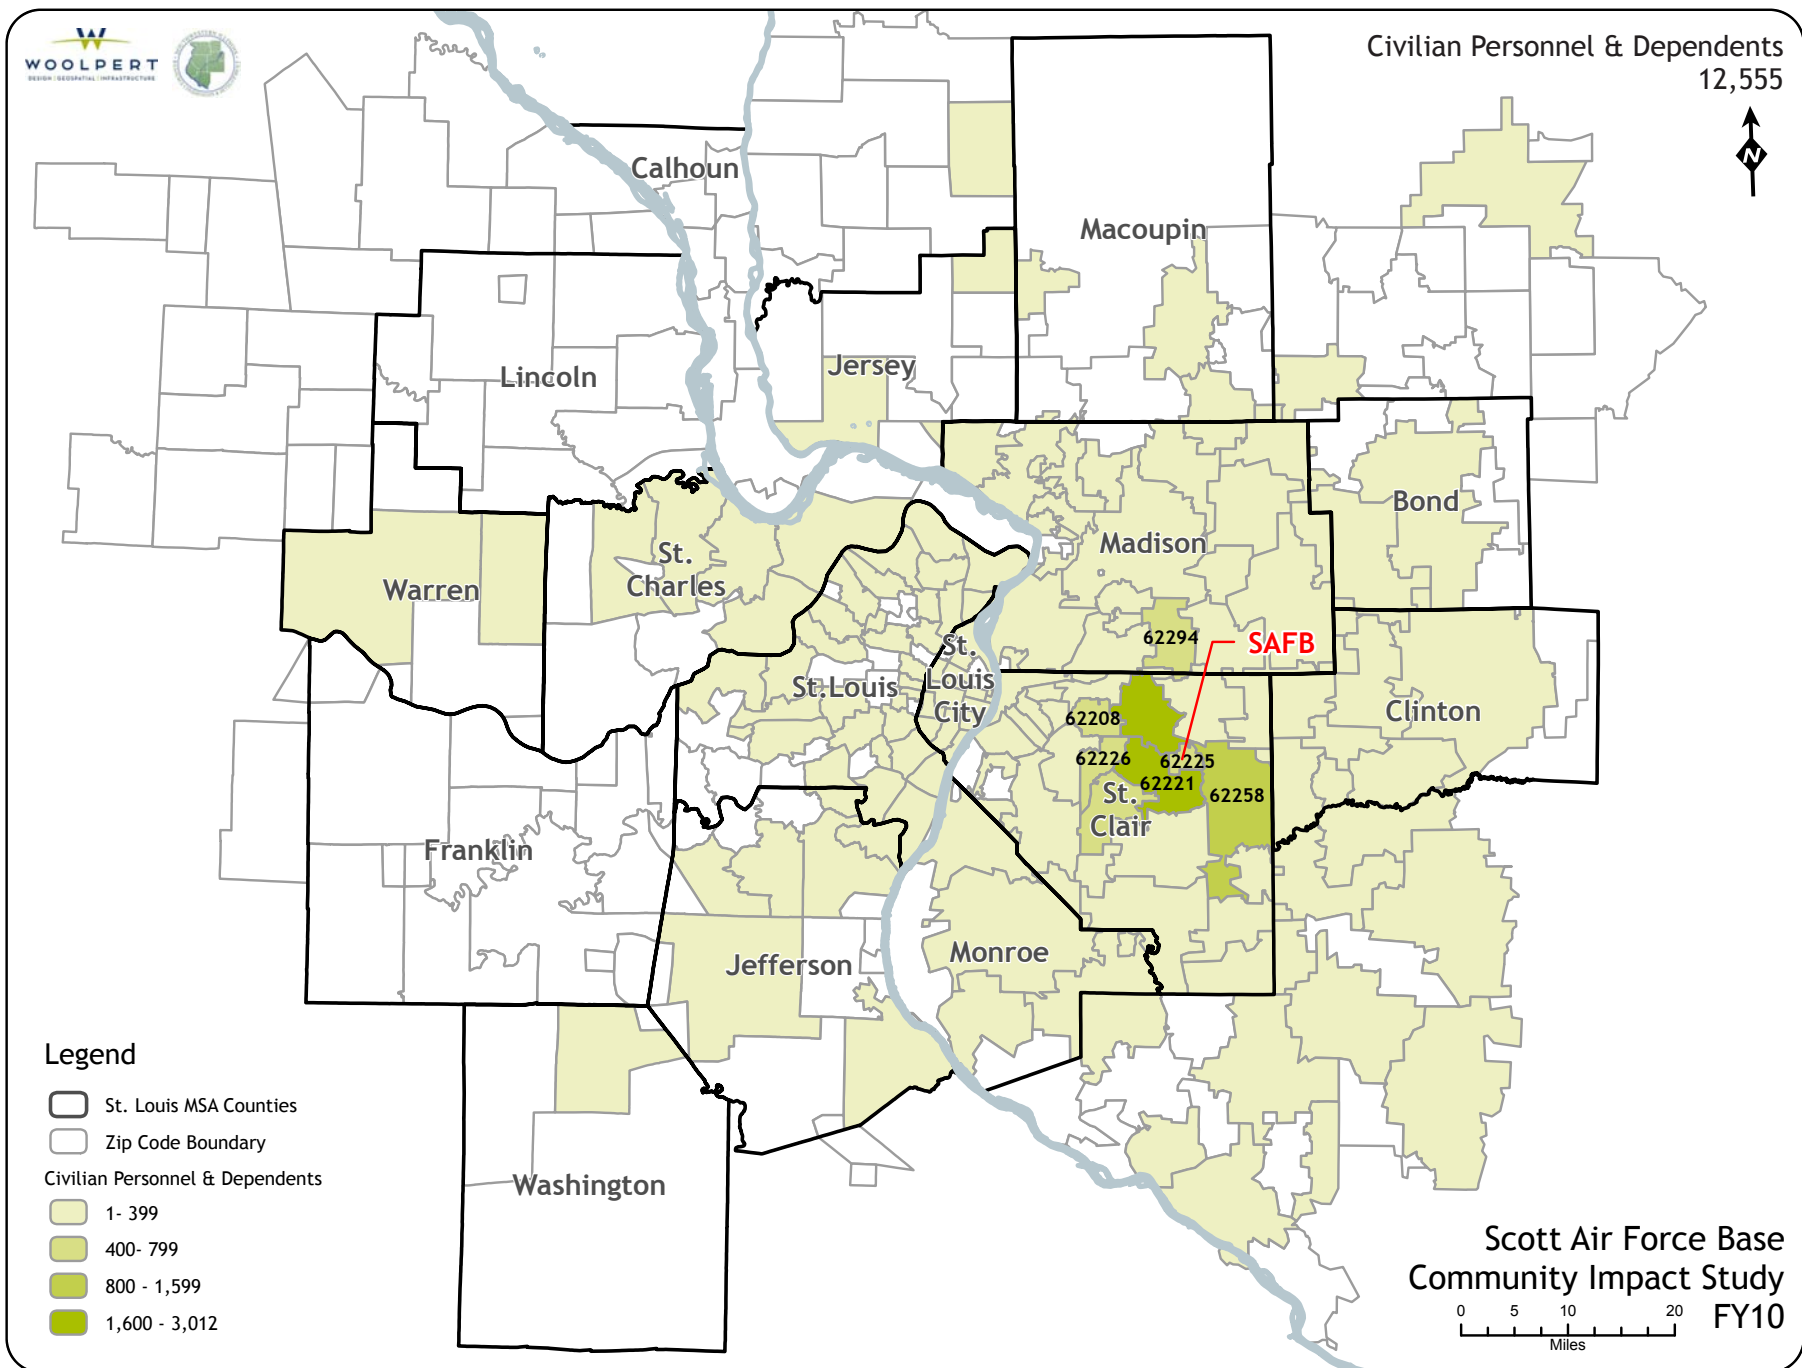 WOOLPERT
DESIGN | GEOSPATIAL | INFRASTRUCTURE
Civilian Personnel & Dependents
12,555
N
Calhoun
Macoupin
Lincoln
Jersey
Bond
Madison
St.
Charles
Warren
62294
SAFB
St.
Louis
City
St.Louis
62208
Clinton
62226
62225
62221
62258
St.
Clair
Franklin
Monroe
Jefferson
Washington
Legend
St. Louis MSA Counties
Zip Code Boundary
Civilian Personnel & Dependents
1- 399
400- 799
800 - 1,599
1,600 - 3,012
Scott Air Force Base
Community Impact Study
FY10
0 5 10 20
Miles